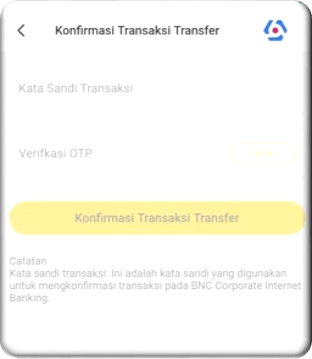 Konfirmasi Transaksi Transfer
Kata Sandi Transaksi
Verifkasi OTP
Konfirmasi Transaksi Transfer
Catatan
Kata sandi transaksi: Ini adalah kata sandi yang digunakan
untuk mengkonfirmasi transaksi pada BNC Corporate Internet
Banking.